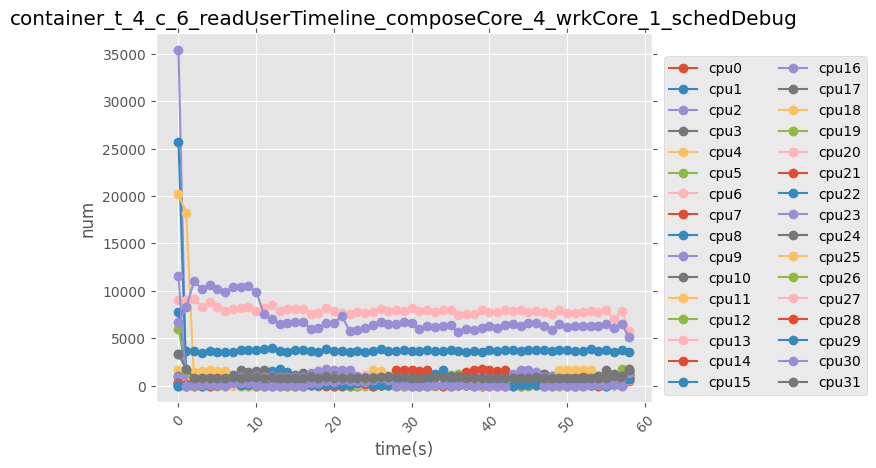 container_t_4_c_6_readUserTimeline_composeCore_4_wrkCore_1_schedDebug
35000
30000
25000
20000
15000
10000
5000
0
num
0
10
20
30
40
50
60
time(s)
cpu0
cpu1
cpu2
cpu3
cpu4
cpu5
cpu6
cpu7
cpu8
cpu9
cpu10
cpu11
cpu12
cpu13
cpu14
cpu15
cpu16
cpu17
cpu18
cpu19
cpu20
cpu21
cpu22
cpu23
cpu24
cpu25
cpu26
cpu27
cpu28
cpu29
cpu30
cpu31